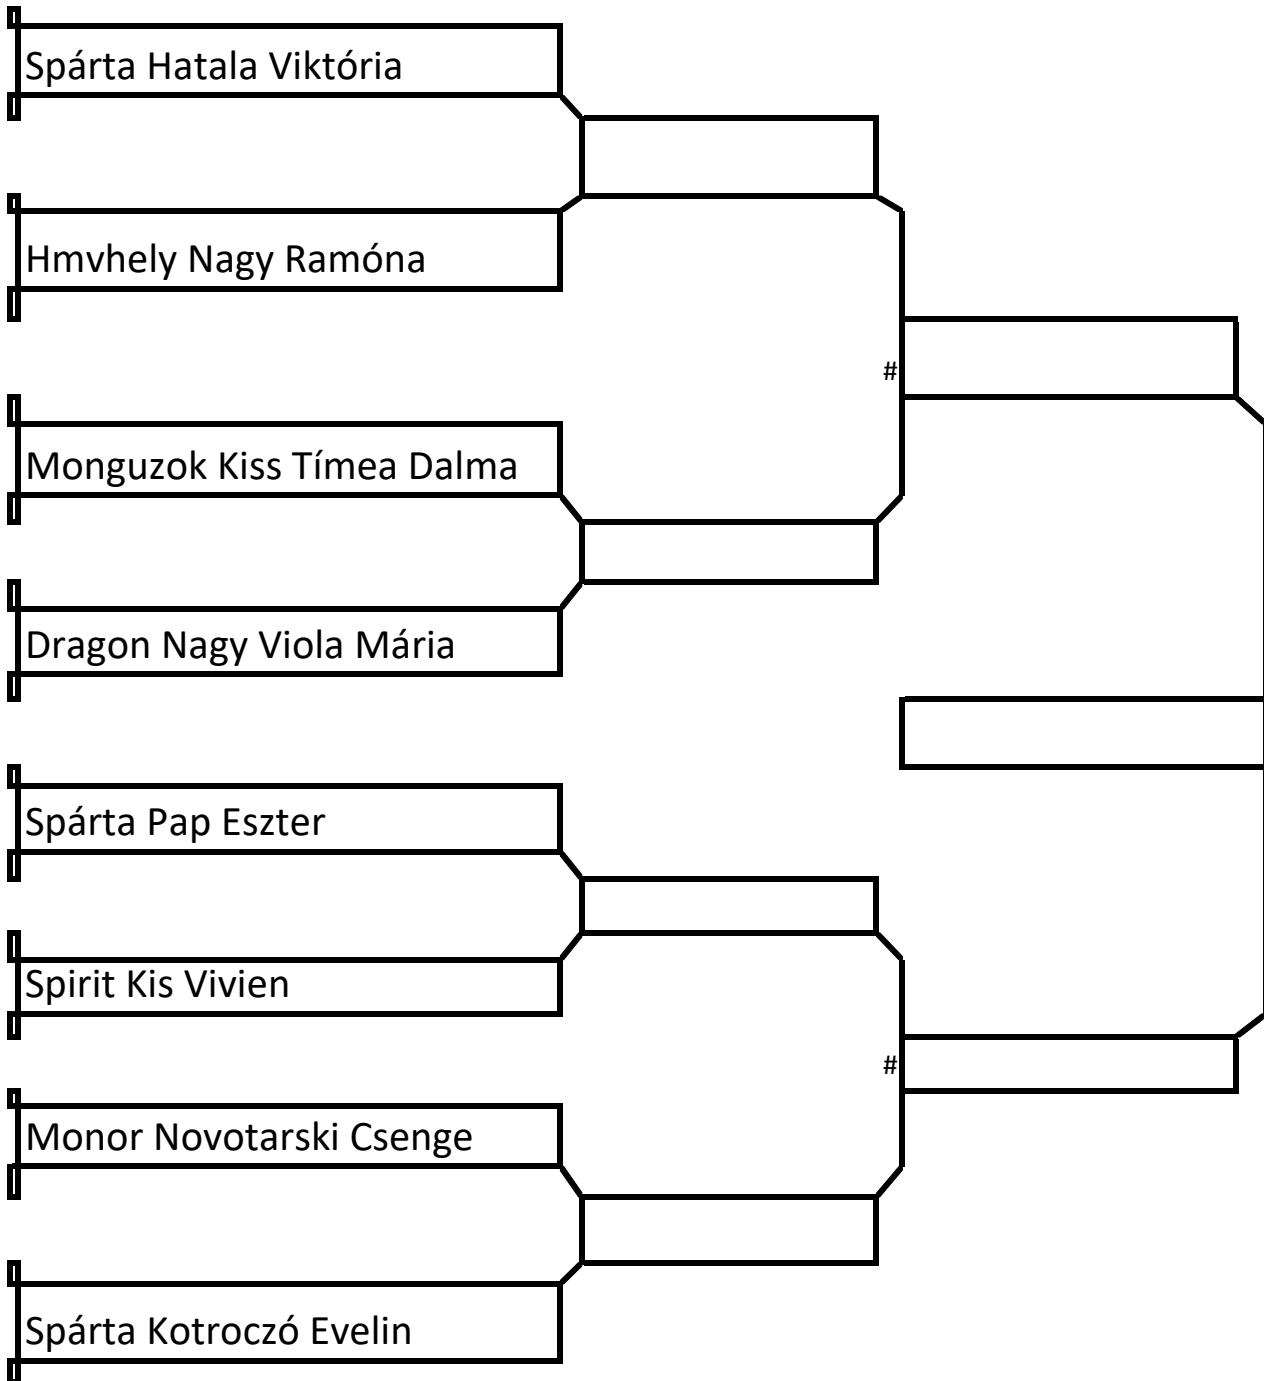 Spárta Hatala Viktória
Hmvhely Nagy Ramóna
#
Monguzok Kiss Tímea Dalma
Dragon Nagy Viola Mária
Spárta Pap Eszter
Spirit Kis Vivien
#
Monor Novotarski Csenge
Spárta Kotroczó Evelin